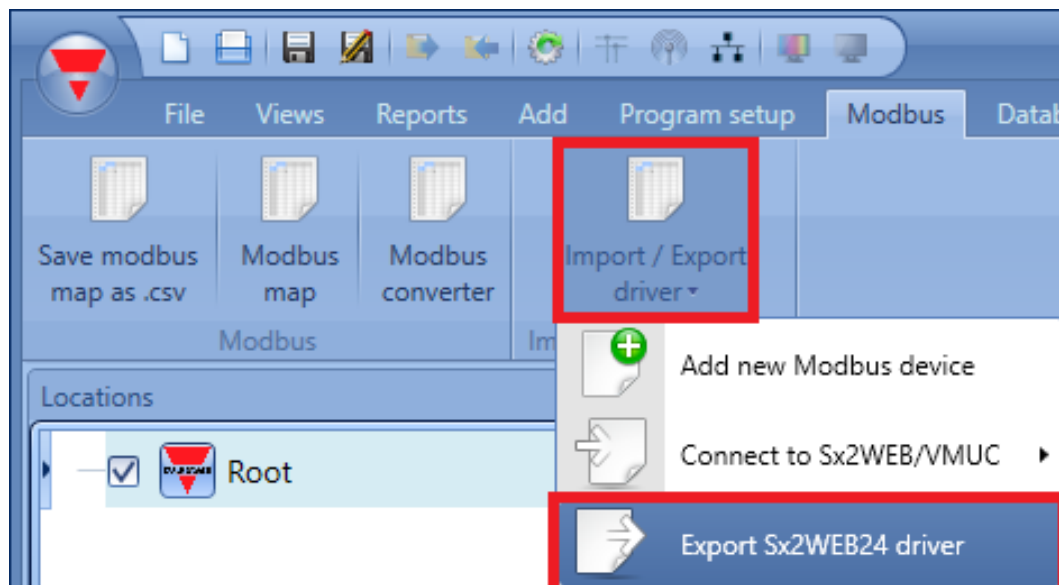 File Views Reports Add Program setup Modbus Datab
Save modbus
map as .csv
Modbus
map
Modbus
converter
Import / Export
driver
Modbus
Im
Add new Modbus device
Locations
Connect to Sx2WEB/VMUC
Root
Export Sx2WEB24 driver